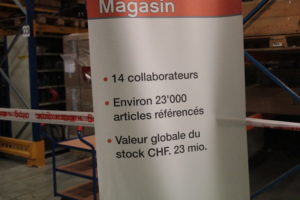 Magasin
• 14 collaborateurs
• Environ 23'000
articles référencés
• Valeur globale du
stock CHF. 23 mio.